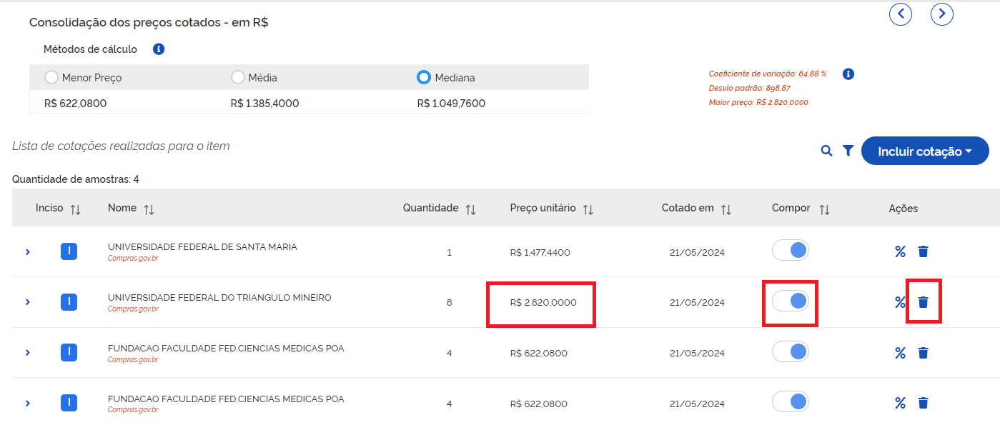 Consolidação dos preços cotados - em R$
Métodos de cálculo
Menor Preço Média Mediana
R$ 622,0800 R$ 1.385,4000 R$ 1.049,7600
Coeficiente de variação: 64,88 %
Desvio padrão: 898,87
Maior preço: R$ 2.820,0000
Lista de cotações realizadas para o item
Incluir cotação
Quantidade de amostras: 4
Inciso Nome Quantidade Preço unitário Cotado em Compor Ações
I UNIVERSIDADE FEDERAL DE SANTA MARIA 1 R$ 1.477,4400 21/05/2024
Compras.gov.br
I UNIVERSIDADE FEDERAL DO TRIANGULO MINEIRO 8 R$ 2.820,0000 21/05/2024
Compras.gov.br
I FUNDACAO FACULDADE FED.CIENCIAS MEDICAS POA 4 R$ 622,0800 21/05/2024
Compras.gov.br
I FUNDACAO FACULDADE FED.CIENCIAS MEDICAS POA 4 R$ 622,0800 21/05/2024
Compras.gov.br